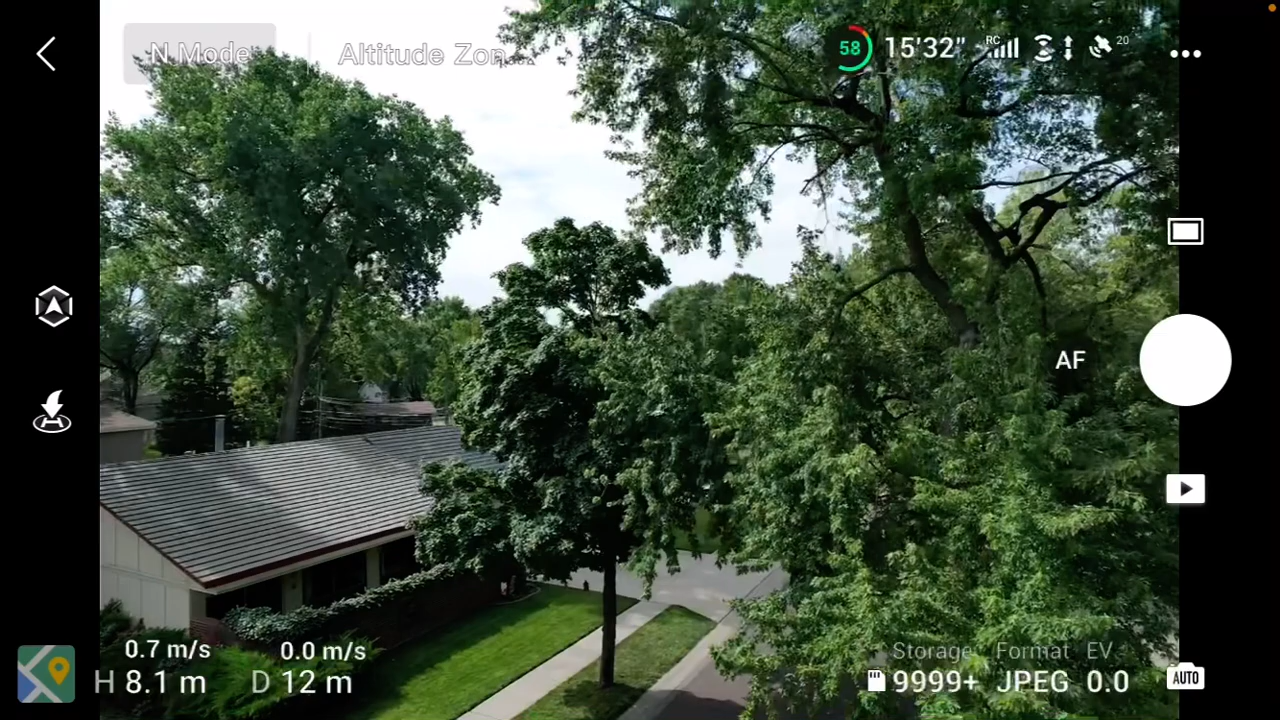 N Mode
Altitude Zon...
58
15'32"
RC
20
AF
0.7 m/s
0.0 m/s
H 8.1 m
D 12 m
Storage Format EV
9999+ JPEG 0.0
AUTO